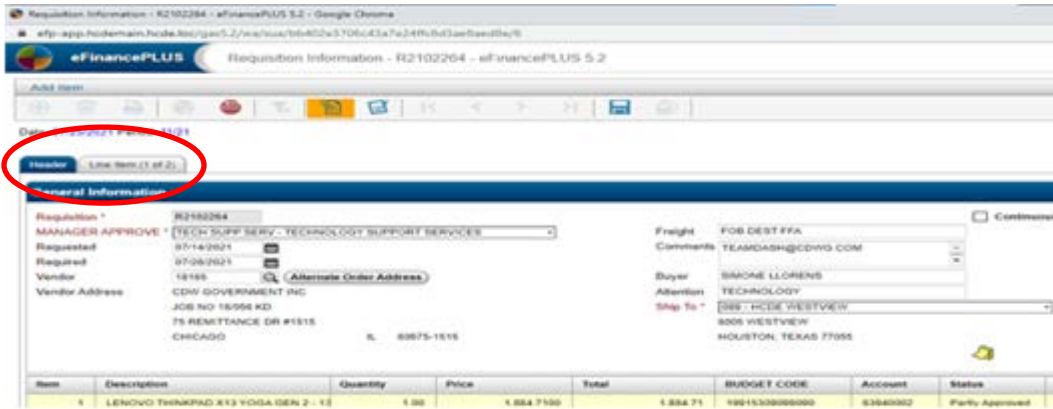 Requisition Information - R2102264 - eFinancePLUS 5.2 - Google Chrome
eFinancePLUS Requisition Information - R2102264 - eFinancePLUS 5.2
Add Item
Header Line Item (1 of 2)
General Information
Requisition * R2102264 Continuous
MANAGER APPROVE * TECH SUPP SERV - TECHNOLOGY SUPPORT SERVICES Freight FOB DEST FFA
Requested 07/14/2021 Comments TEAMDASH@CDWG.COM
Required 07/28/2021
Vendor 18165 Alternate Order Address Buyer SIMONE LLORENS
Vendor Address CDW GOVERNMENT INC Attention TECHNOLOGY
JOB NO KD Ship To * 089 - HCDE WESTVIEW
75 REMITTANCE DR #1515 8005 WESTVIEW
CHICAGO IL 60675-1515 HOUSTON, TEXAS 77055
Item Description Quantity Price Total BUDGET CODE Account Status
1 LENOVO THINKPAD X13 YOGA GEN 2 - 13 1.00 1,884.7100 1,884.71 63940002 Partly Approved